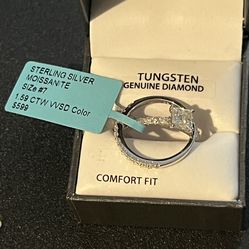 STERLING SILVER
MOISSANITE
SIZe #7
1.59 CTW VVSD Color
$599
TUNGSTEN
GENUINE DIAMOND
COMFORT FIT